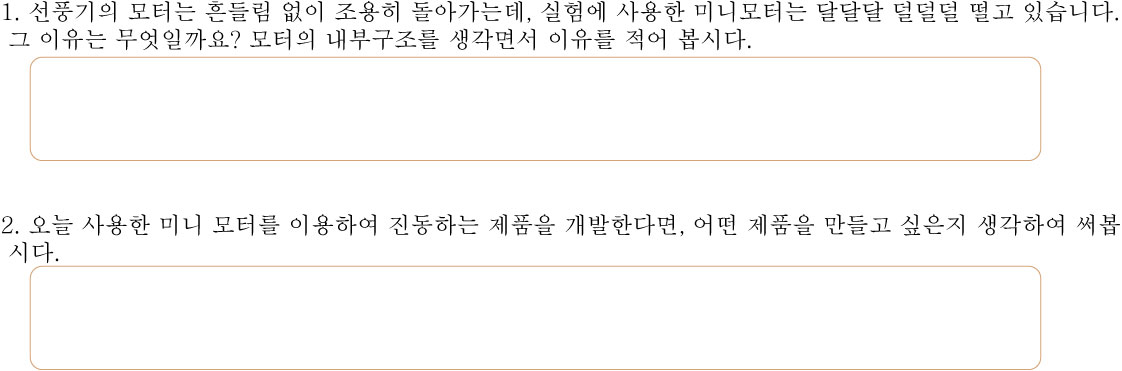 1. 선풍기의 모터는 흔들림 없이 조용히 돌아가는데, 실험에 사용한 미니모터는 달달달 덜덜덜 떨고 있습니다.
그 이유는 무엇일까요? 모터의 내부구조를 생각면서 이유를 적어 봅시다.
2. 오늘 사용한 미니 모터를 이용하여 진동하는 제품을 개발한다면, 어떤 제품을 만들고 싶은지 생각하여 써봅
시다.